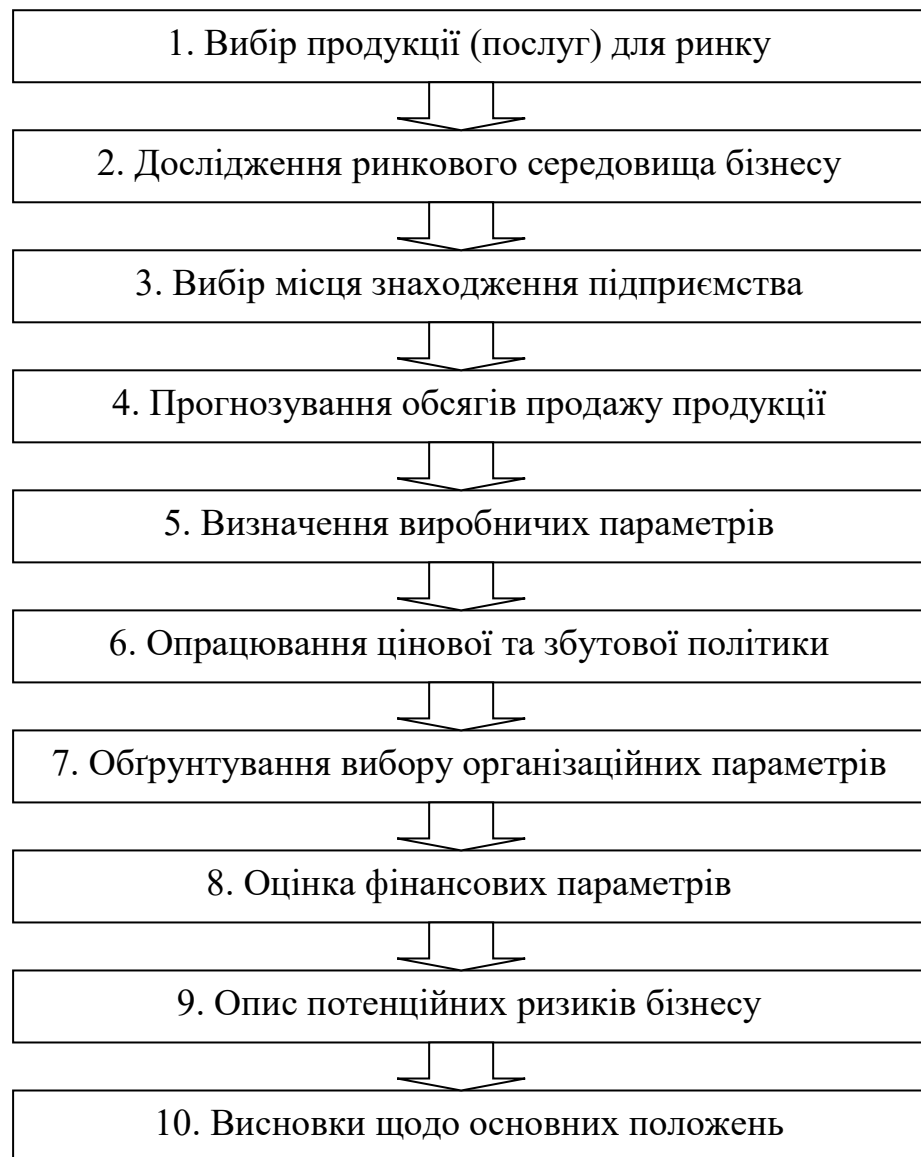 1. Вибір продукції (послуг) для ринку
2. Дослідження ринкового середовища бізнесу
3. Вибір місця знаходження підприємства
4. Прогнозування обсягів продажу продукції
5. Визначення виробничих параметрів
6. Опрацювання цінової та збутової політики
7. Обґрунтування вибору організаційних параметрів
8. Оцінка фінансових параметрів
9. Опис потенційних ризиків бізнесу
10. Висновки щодо основних положень